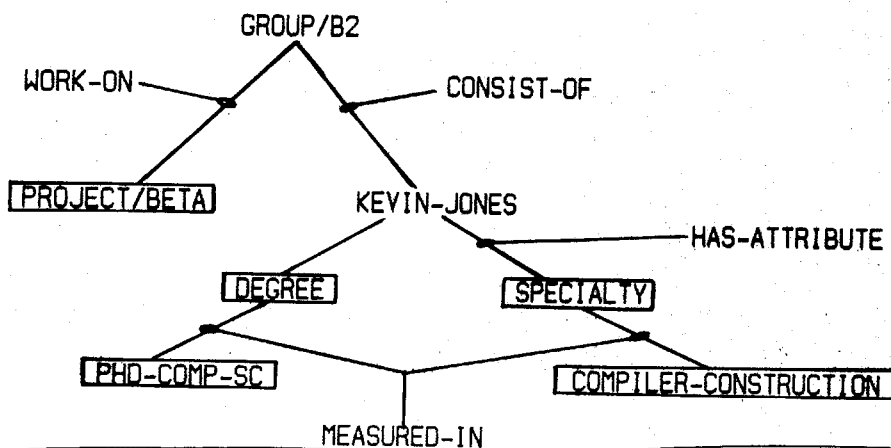 GROUP/B2
WORK-ON
CONSIST-OF
PROJECT/BETA
KEVIN-JONES
HAS-ATTRIBUTE
DEGREE
SPECIALTY
PHD-COMP-SC
COMPILER-CONSTRUCTION
MEASURED-IN